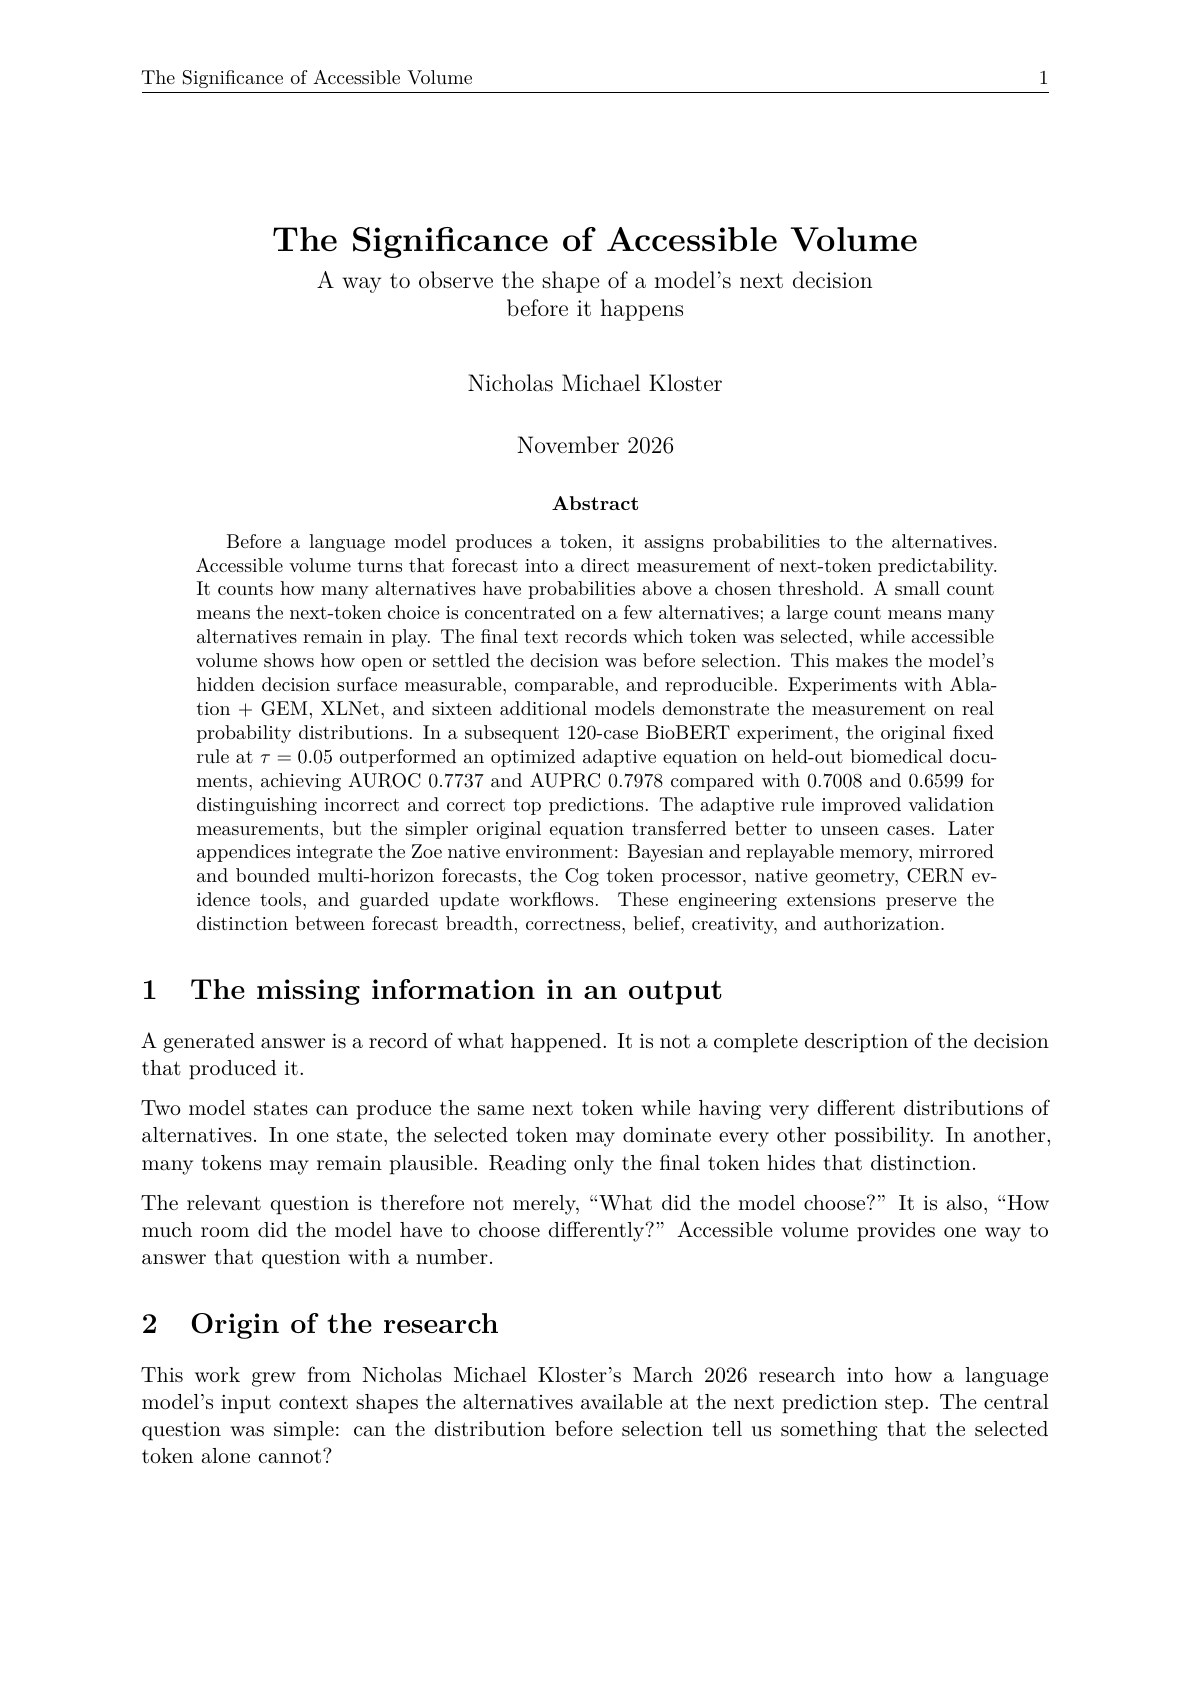 The Significance of Accessible Volume 1
The Significance of Accessible Volume
A way to observe the shape of a model's next decision
before it happens
Nicholas Michael Kloster
November 2026
Abstract
Before a language model produces a token, it assigns probabilities to the alternatives.
Accessible volume turns that forecast into a direct measurement of next-token predictability.
It counts how many alternatives have probabilities above a chosen threshold. A small count
means the next-token choice is concentrated on a few alternatives; a large count means many
alternatives remain in play. The final text records which token was selected, while accessible
volume shows how open or settled the decision was before selection. This makes the model's
hidden decision surface measurable, comparable, and reproducible. Experiments with Abla-
tion + GEM, XLNet, and sixteen additional models demonstrate the measurement on real
probability distributions. In a subsequent 120-case BioBERT experiment, the original fixed
rule at τ = 0.05 outperformed an optimized adaptive equation on held-out biomedical docu-
ments, achieving AUROC 0.7737 and AUPRC 0.7978 compared with 0.7008 and 0.6599 for
distinguishing incorrect and correct top predictions. The adaptive rule improved validation
measurements, but the simpler original equation transferred better to unseen cases. Later
appendices integrate the Zoe native environment: Bayesian and replayable memory, mirrored
and bounded multi-horizon forecasts, the Cog token processor, native geometry, CERN ev-
idence tools, and guarded update workflows. These engineering extensions preserve the
distinction between forecast breadth, correctness, belief, creativity, and authorization.
1 The missing information in an output
A generated answer is a record of what happened. It is not a complete description of the decision
that produced it.
Two model states can produce the same next token while having very different distributions of
alternatives. In one state, the selected token may dominate every other possibility. In another,
many tokens may remain plausible. Reading only the final token hides that distinction.
The relevant question is therefore not merely, “What did the model choose?” It is also, “How
much room did the model have to choose differently?” Accessible volume provides one way to
answer that question with a number.
2 Origin of the research
This work grew from Nicholas Michael Kloster's March 2026 research into how a language
model's input context shapes the alternatives available at the next prediction step. The central
question was simple: can the distribution before selection tell us something that the selected
token alone cannot?